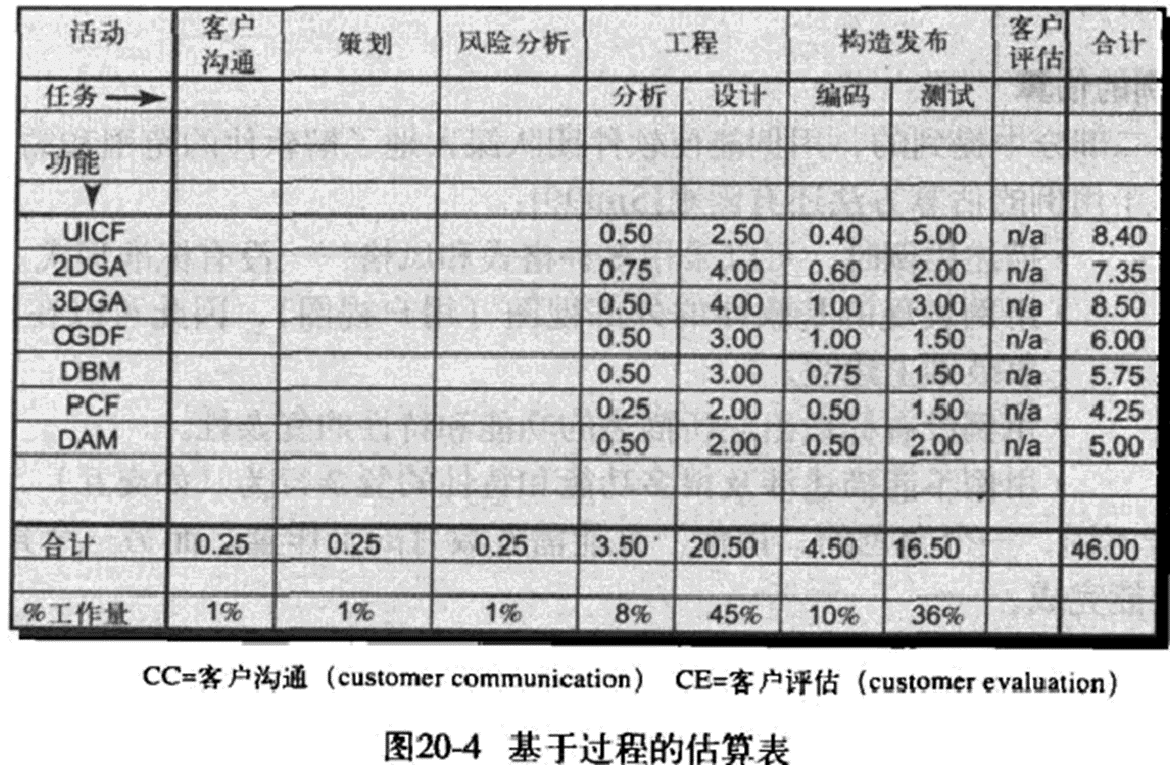 活动 客户沟通 策划 风险分析 工程 构造发布 客户评估 合计
任务 → 分析 设计 编码 测试
功能
UICF 0.50 2.50 0.40 5.00 n/a 8.40
2DGA 0.75 4.00 0.60 2.00 n/a 7.35
3DGA 0.50 4.00 1.00 3.00 n/a 8.50
CGDF 0.50 3.00 1.00 1.50 n/a 6.00
DBM 0.50 3.00 0.75 1.50 n/a 5.75
PCF 0.25 2.00 0.50 1.50 n/a 4.25
DAM 0.50 2.00 0.50 2.00 n/a 5.00
合计 0.25 0.25 0.25 3.50 20.50 4.50 16.50 46.00
%工作量 1% 1% 1% 8% 45% 10% 36%
CC=客户沟通（customer communication） CE=客户评估（customer evaluation）
图20-4 基于过程的估算表